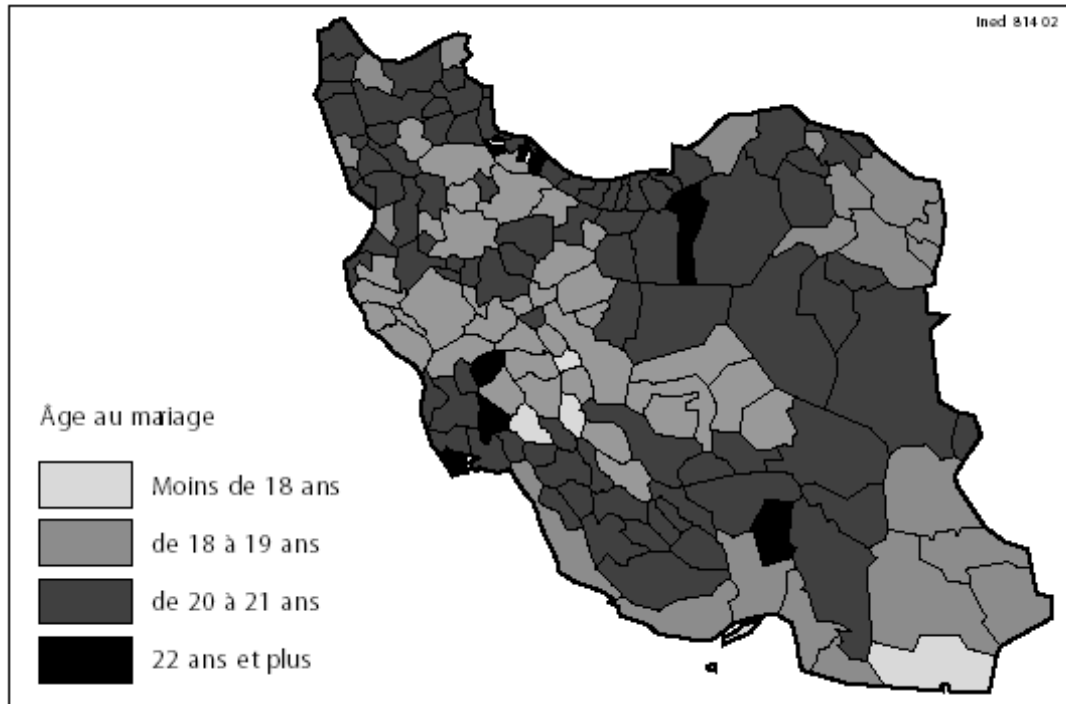 Ined 814 02
Âge au mariage
Moins de 18 ans
de 18 à 19 ans
de 20 à 21 ans
22 ans et plus